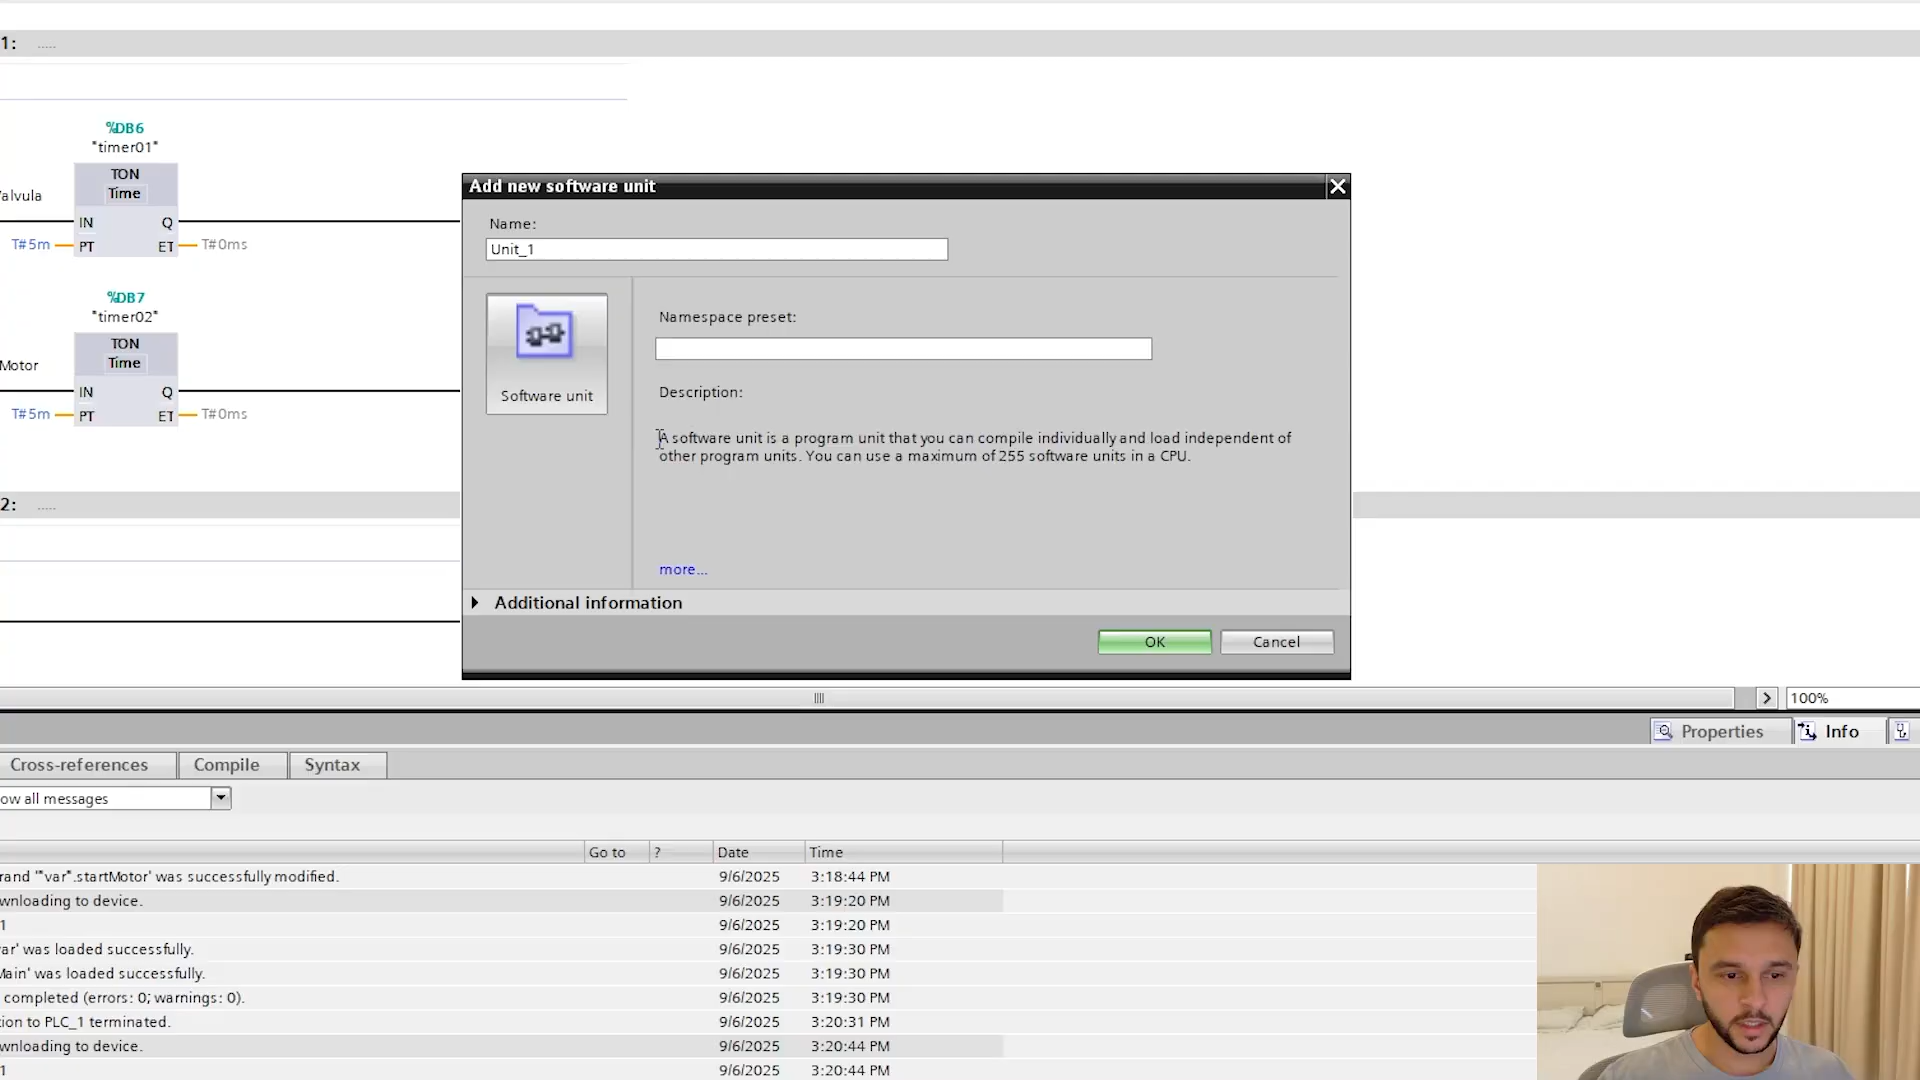 1: .....
%DB6
"timer01"
TON
Time
alvula
IN Q
T#5m PT ET T#0ms
%DB7
"timer02"
TON
Time
Motor
IN Q
T#5m PT ET T#0ms
2: .....
Add new software unit
Name:
Unit_1
Software unit
Namespace preset:
Description:
A software unit is a program unit that you can compile individually and load independent of
other program units. You can use a maximum of 255 software units in a CPU.
more...
Additional information
OK Cancel
100%
Properties Info
Cross-references Compile Syntax
ow all messages
Go to ? Date Time
rand '"var".startMotor' was successfully modified. 9/6/2025 3:18:44 PM
wnloading to device. 9/6/2025 3:19:20 PM
1 9/6/2025 3:19:20 PM
var' was loaded successfully. 9/6/2025 3:19:30 PM
Main' was loaded successfully. 9/6/2025 3:19:30 PM
completed (errors: 0; warnings: 0). 9/6/2025 3:19:30 PM
tion to PLC_1 terminated. 9/6/2025 3:20:31 PM
wnloading to device. 9/6/2025 3:20:44 PM
1 9/6/2025 3:20:44 PM